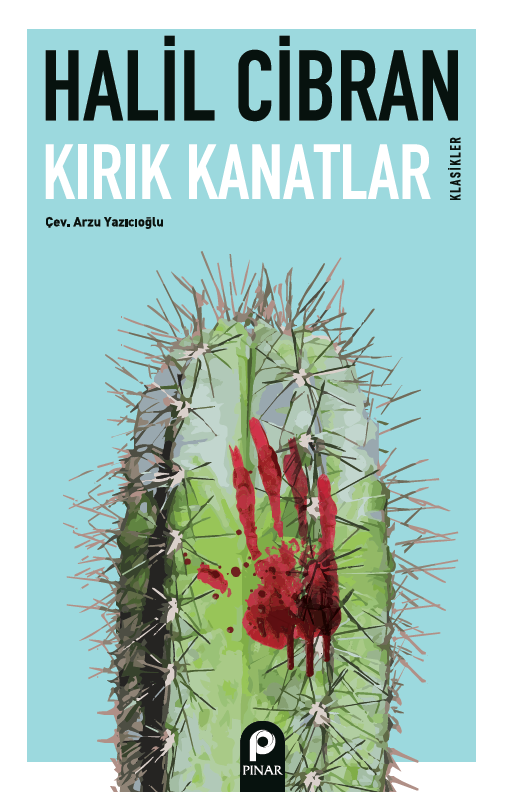 HALİL CİBRAN
KIRIK KANATLAR
KLASİKLER
Çev. Arzu Yazıcıoğlu
PINAR